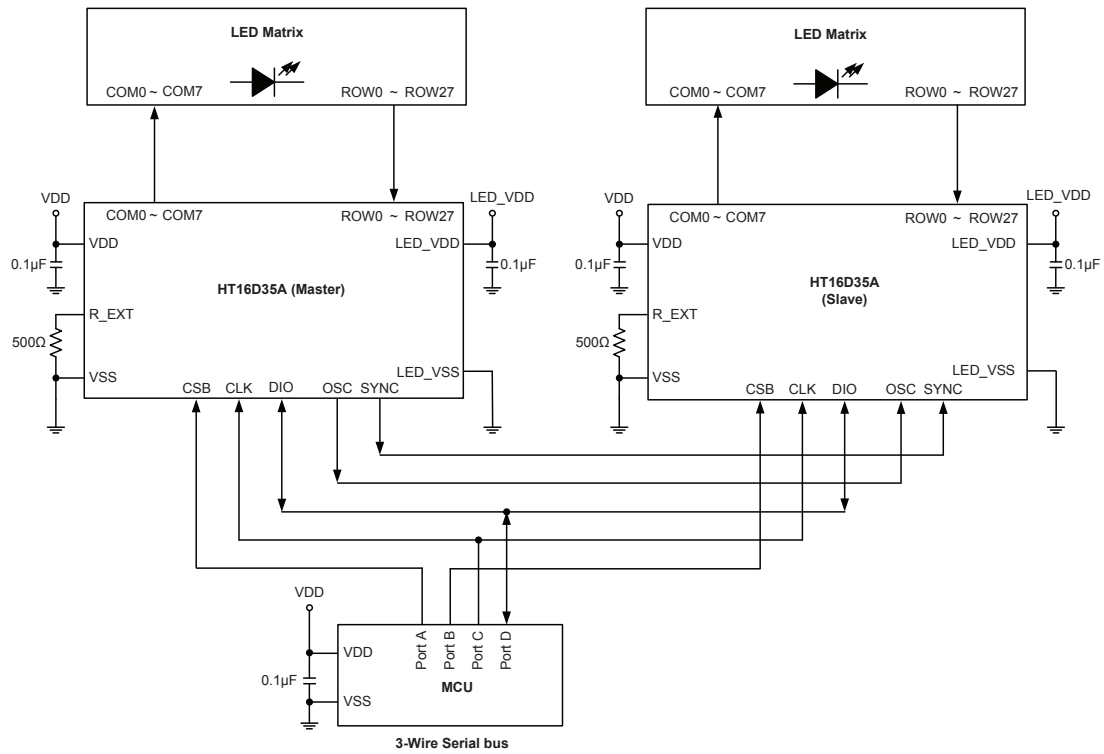 LED Matrix
COM0 ~ COM7
ROW0 ~ ROW27
LED Matrix
COM0 ~ COM7
ROW0 ~ ROW27
VDD
COM0 ~ COM7
ROW0 ~ ROW27
LED_VDD
VDD
LED_VDD
0.1µF
0.1µF
HT16D35A (Master)
R_EXT
500Ω
VSS
LED_VSS
CSB CLK DIO OSC SYNC
VDD
COM0 ~ COM7
ROW0 ~ ROW27
LED_VDD
VDD
LED_VDD
0.1µF
0.1µF
HT16D35A
(Slave)
R_EXT
500Ω
VSS
LED_VSS
CSB CLK DIO OSC SYNC
VDD
Port A
Port B
Port C
Port D
VDD
0.1µF
MCU
VSS
3-Wire Serial bus